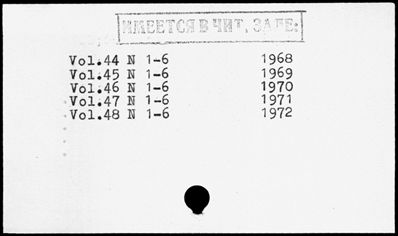 ИМЕЕТСЯ В ЧИТ. ЗАЛЕ:
Vol.44 N 1-6 1968
Vol.45 N 1-6 1969
Vol.46 N 1-6 1970
Vol.47 N 1-6 1971
Vol.48 N 1-6 1972